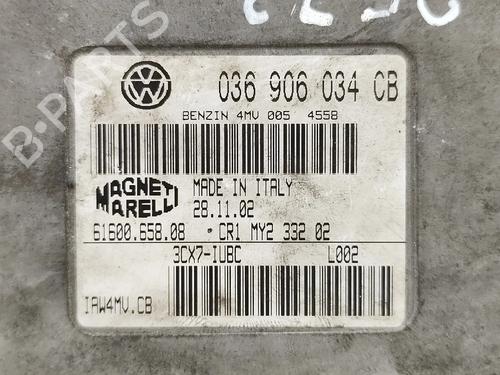 036 906 034 CB
BENZIN 4MV 005 4558
MAGNETI MARELLI
MADE IN ITALY
28.11.02
61600.658.08 * CR1 MY2 332 02
3CX7-IUBC L002
IAW4MV.CB
B-PARTS